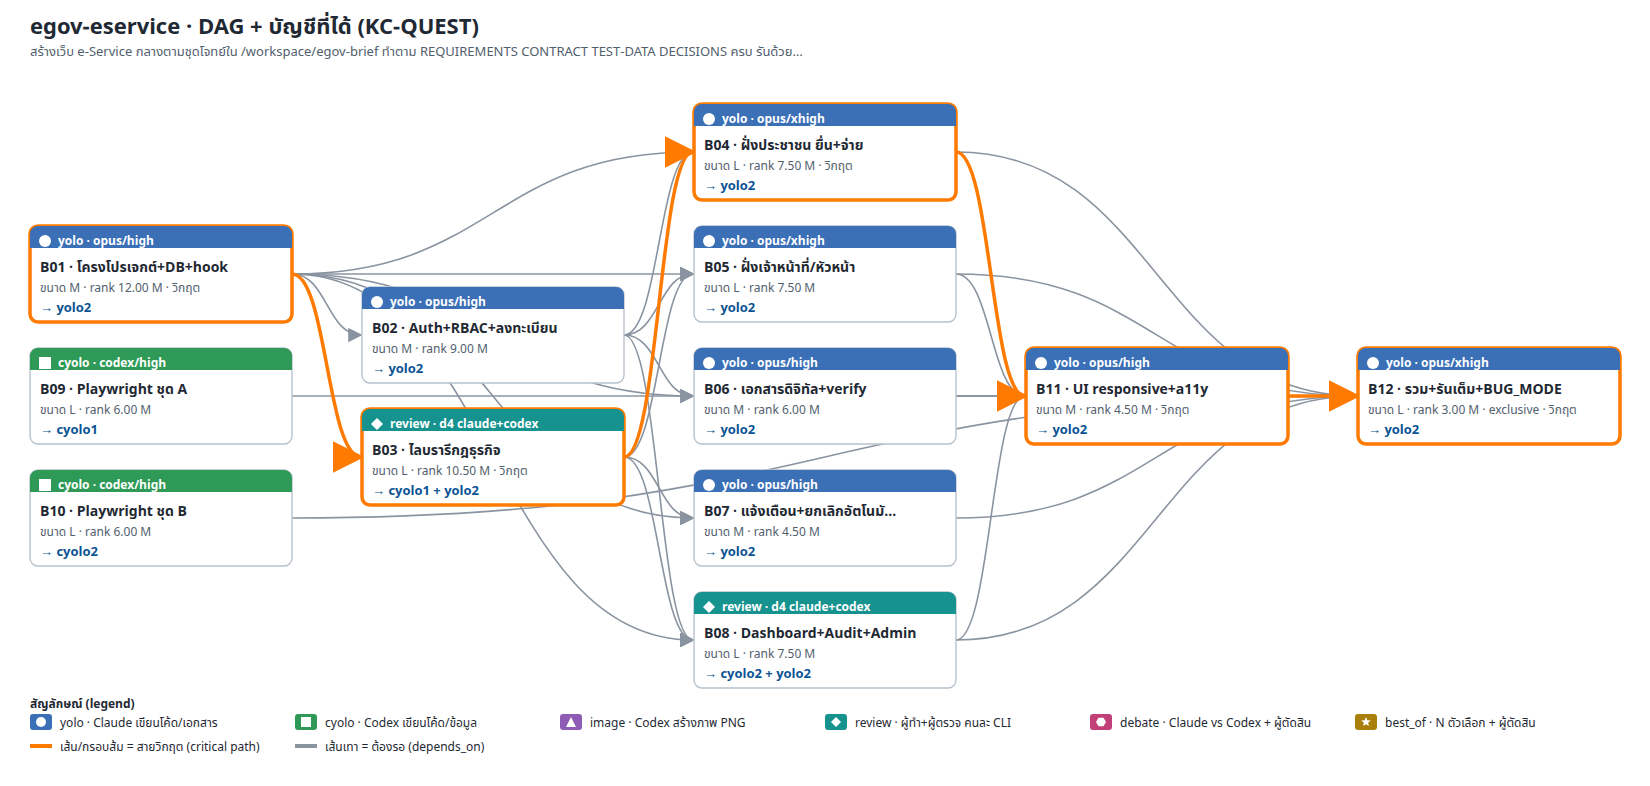 egov-eservice · DAG + บัญชีที่ได้ (KC-QUEST)
สร้างเว็บ e-Service กลางตามชุดโจทย์ใน /workspace/egov-brief ทำตาม REQUIREMENTS CONTRACT TEST-DATA DECISIONS ครบ รันด้วย…
yolo · opus/high
B01 · โครงโปรเจกต์+DB+hook
ขนาด M · rank 12.00 M · วิกฤต
→ yolo2
cyolo · codex/high
B09 · Playwright ชุด A
ขนาด L · rank 6.00 M
→ cyolo1
cyolo · codex/high
B10 · Playwright ชุด B
ขนาด L · rank 6.00 M
→ cyolo2
yolo · opus/high
B02 · Auth+RBAC+ลงทะเบียน
ขนาด M · rank 9.00 M
→ yolo2
review · d4 claude+codex
B03 · ไลบรารีกฎธุรกิจ
ขนาด L · rank 10.50 M · วิกฤต
→ cyolo1 + yolo2
yolo · opus/xhigh
B04 · ฝั่งประชาชน ยื่น+จ่าย
ขนาด L · rank 7.50 M · วิกฤต
→ yolo2
yolo · opus/xhigh
B05 · ฝั่งเจ้าหน้าที่/หัวหน้า
ขนาด L · rank 7.50 M
→ yolo2
yolo · opus/high
B06 · เอกสารดิจิทัล+verify
ขนาด M · rank 6.00 M
→ yolo2
yolo · opus/high
B07 · แจ้งเตือน+ยกเลิกอัตโนมั…
ขนาด M · rank 4.50 M
→ yolo2
review · d4 claude+codex
B08 · Dashboard+Audit+Admin
ขนาด L · rank 7.50 M
→ cyolo2 + yolo2
yolo · opus/high
B11 · UI responsive+a11y
ขนาด M · rank 4.50 M · วิกฤต
→ yolo2
yolo · opus/xhigh
B12 · รวม+รันเต็ม+BUG_MODE
ขนาด L · rank 3.00 M · exclusive · วิกฤต
→ yolo2
สัญลักษณ์ (legend)
yolo · Claude เขียนโค้ด/เอกสาร
cyolo · Codex เขียนโค้ด/ข้อมูล
image · Codex สร้างภาพ PNG
review · ผู้ทำ+ผู้ตรวจ คนละ CLI
debate · Claude vs Codex + ผู้ตัดสิน
best_of · N ตัวเลือก + ผู้ตัดสิน
เส้น/กรอบส้ม = สายวิกฤต (critical path)
เส้นเทา = ต้องรอ (depends_on)